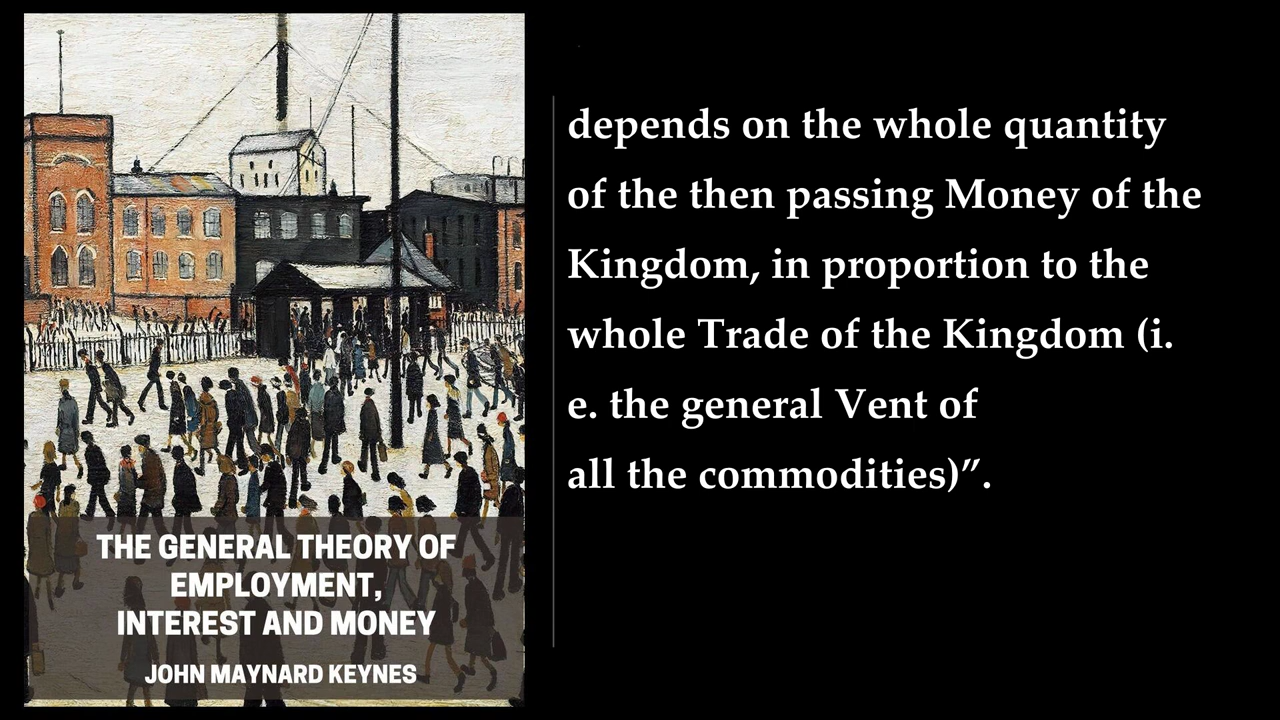 THE GENERAL THEORY OF
EMPLOYMENT,
INTEREST AND MONEY
JOHN MAYNARD KEYNES
depends on the whole quantity
of the then passing Money of the
Kingdom, in proportion to the
whole Trade of the Kingdom (i.
e. the general Vent of
all the commodities)”.